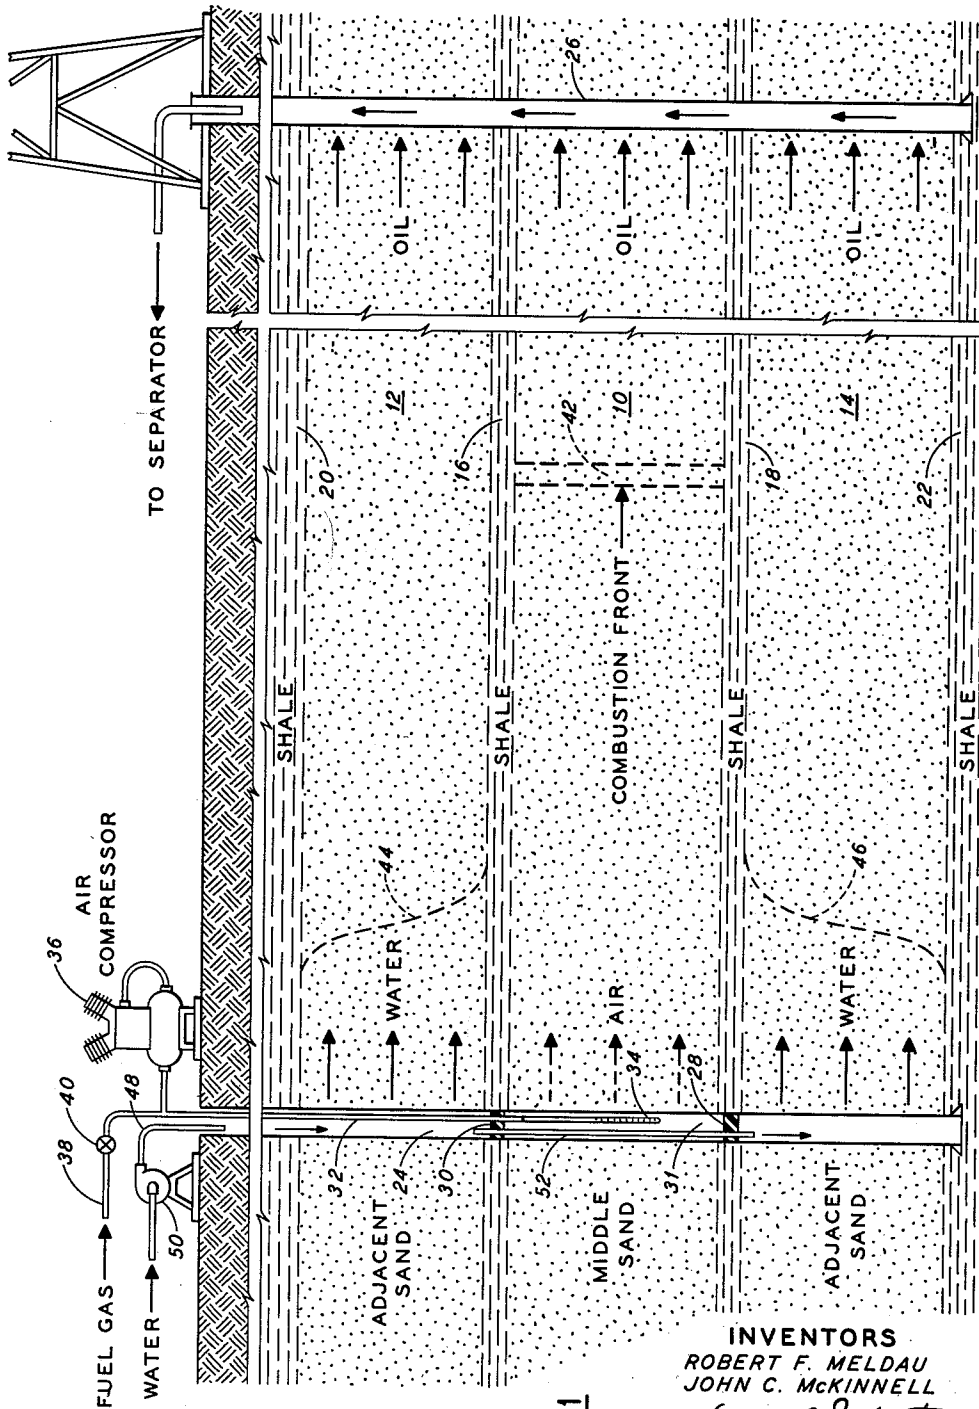 FUEL GAS
WATER
38
40
48
50
36
AIR
COMPRESSOR
TO SEPARATOR
SHALE
20
ADJACENT
SAND
32
24
30
WATER
44
12
OIL
26
SHALE
16
MIDDLE
SAND
52
31
AIR
34
28
COMBUSTION FRONT
42
10
OIL
SHALE
18
ADJACENT
SAND
WATER
46
14
OIL
SHALE
22
1
INVENTORS
ROBERT F. MELDAU
JOHN C. McKINNELL